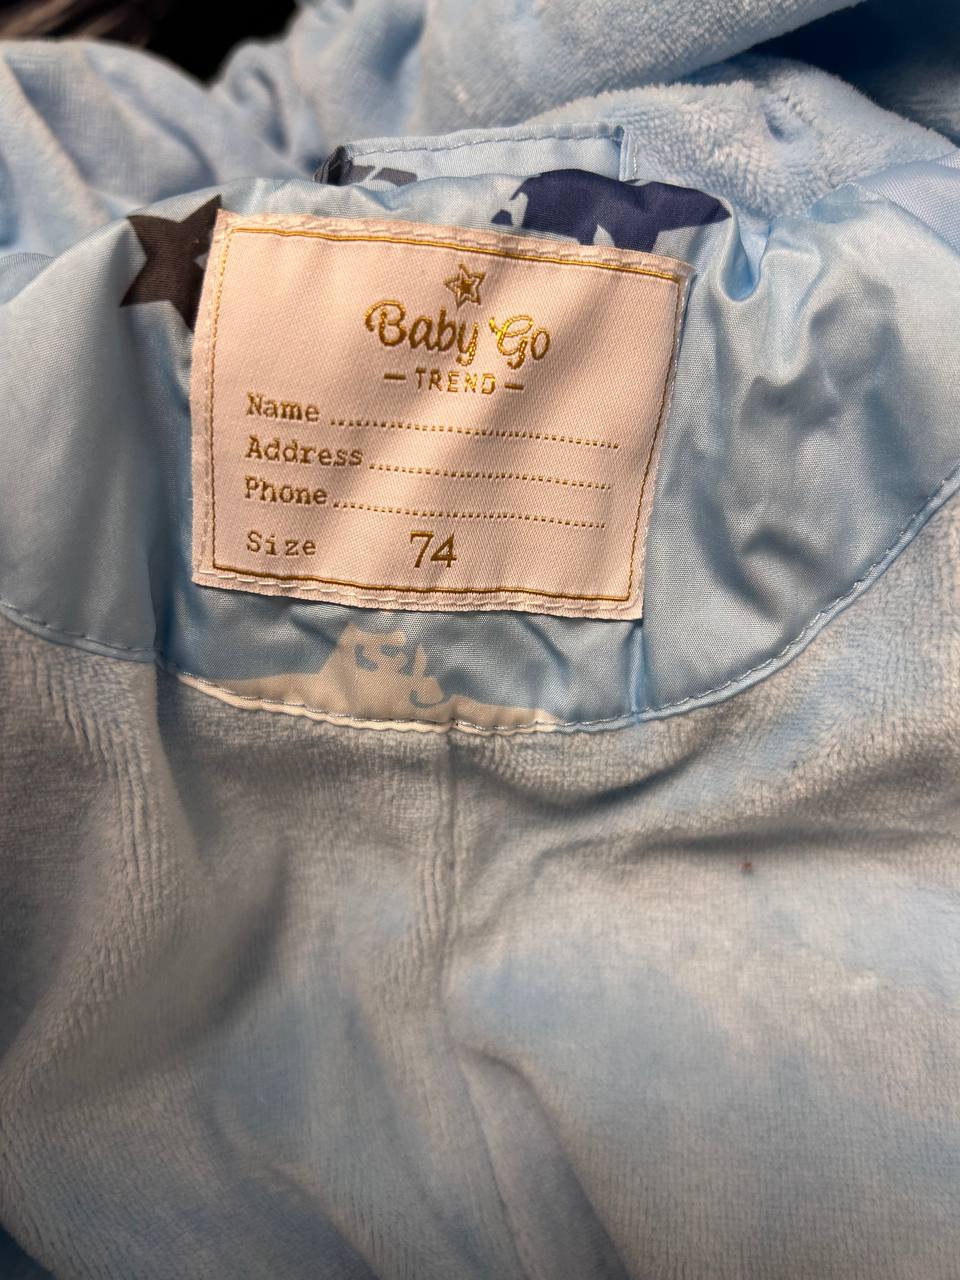 Baby Go
— TREND —
Name ........................................
Address ..................................
Phone ......................................
Size 74